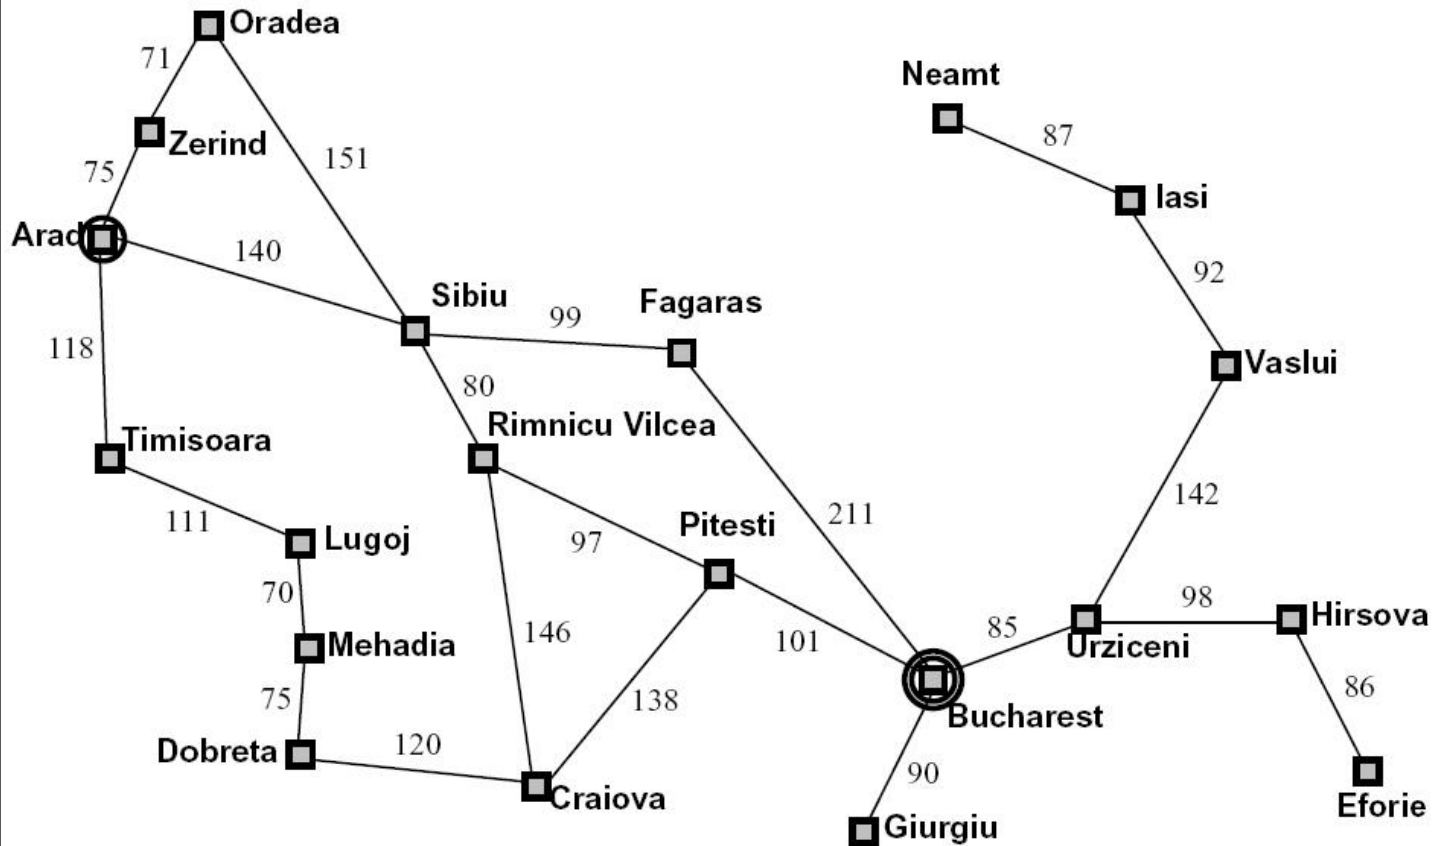 Oradea
71
Neamt
Zerind
87
151
75
Iasi
Arad
140
92
Sibiu
Fagaras
99
118
Vaslui
80
Rimnicu Vilcea
Timisoara
142
211
111
Pitesti
Lugoj
97
70
98
Hirsova
146
85
101
Mehadia
Urziceni
75
138
86
Bucharest
Dobreta
120
90
Craiova
Eforie
Giurgiu